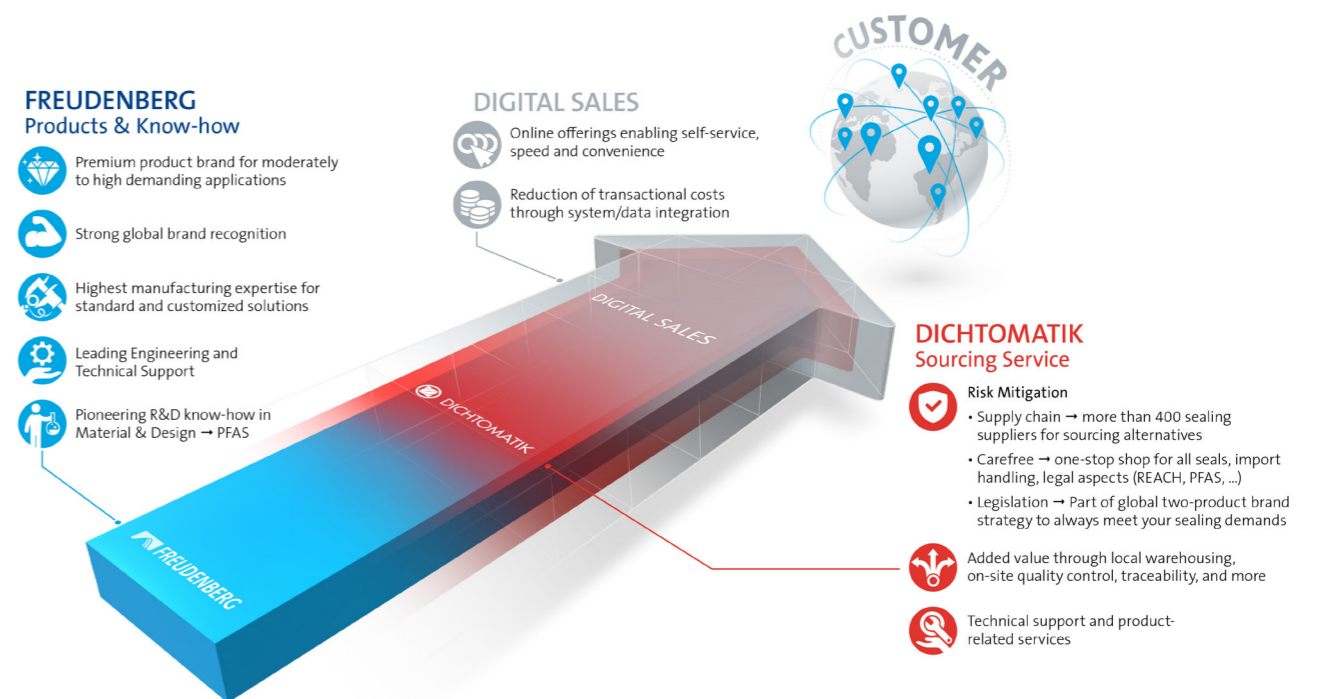 FREUDENBERG
Products & Know-how
Premium product brand for moderately
to high demanding applications
Strong global brand recognition
Highest manufacturing expertise for
standard and customized solutions
Leading Engineering and
Technical Support
Pioneering R&D know-how in
Material & Design → PFAS
DIGITAL SALES
Online offerings enabling self-service,
speed and convenience
Reduction of transactional costs
through system/data integration
CUSTOMER
DIGITAL SALES
DICHTOMATIK
FREUDENBERG
DICHTOMATIK
Sourcing Service
Risk Mitigation
• Supply chain → more than 400 sealing
suppliers for sourcing alternatives
• Carefree → one-stop shop for all seals, import
handling, legal aspects (REACH, PFAS, ...)
• Legislation → Part of global two-product brand
strategy to always meet your sealing demands
Added value through local warehousing,
on-site quality control, traceability, and more
Technical support and product-
related services